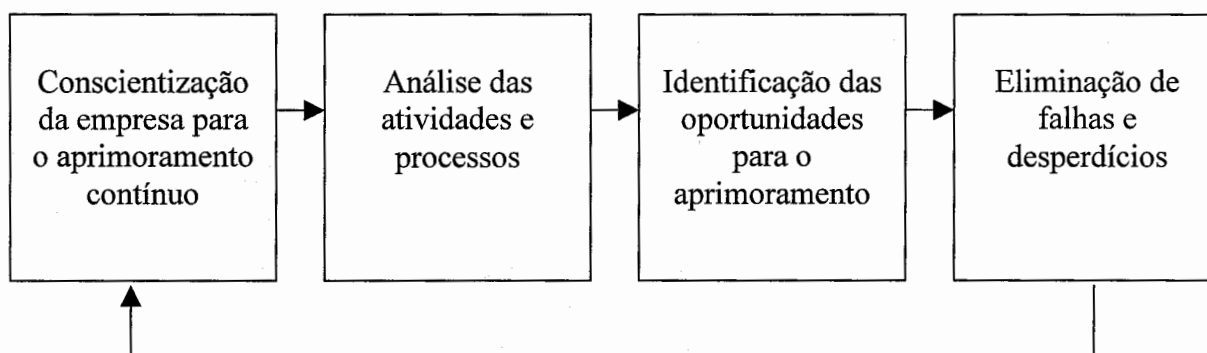 Conscientização
da empresa para
o aprimoramento
contínuo
Análise das
atividades e
processos
Identificação das
oportunidades
para o
aprimoramento
Eliminação de
falhas e
desperdícios